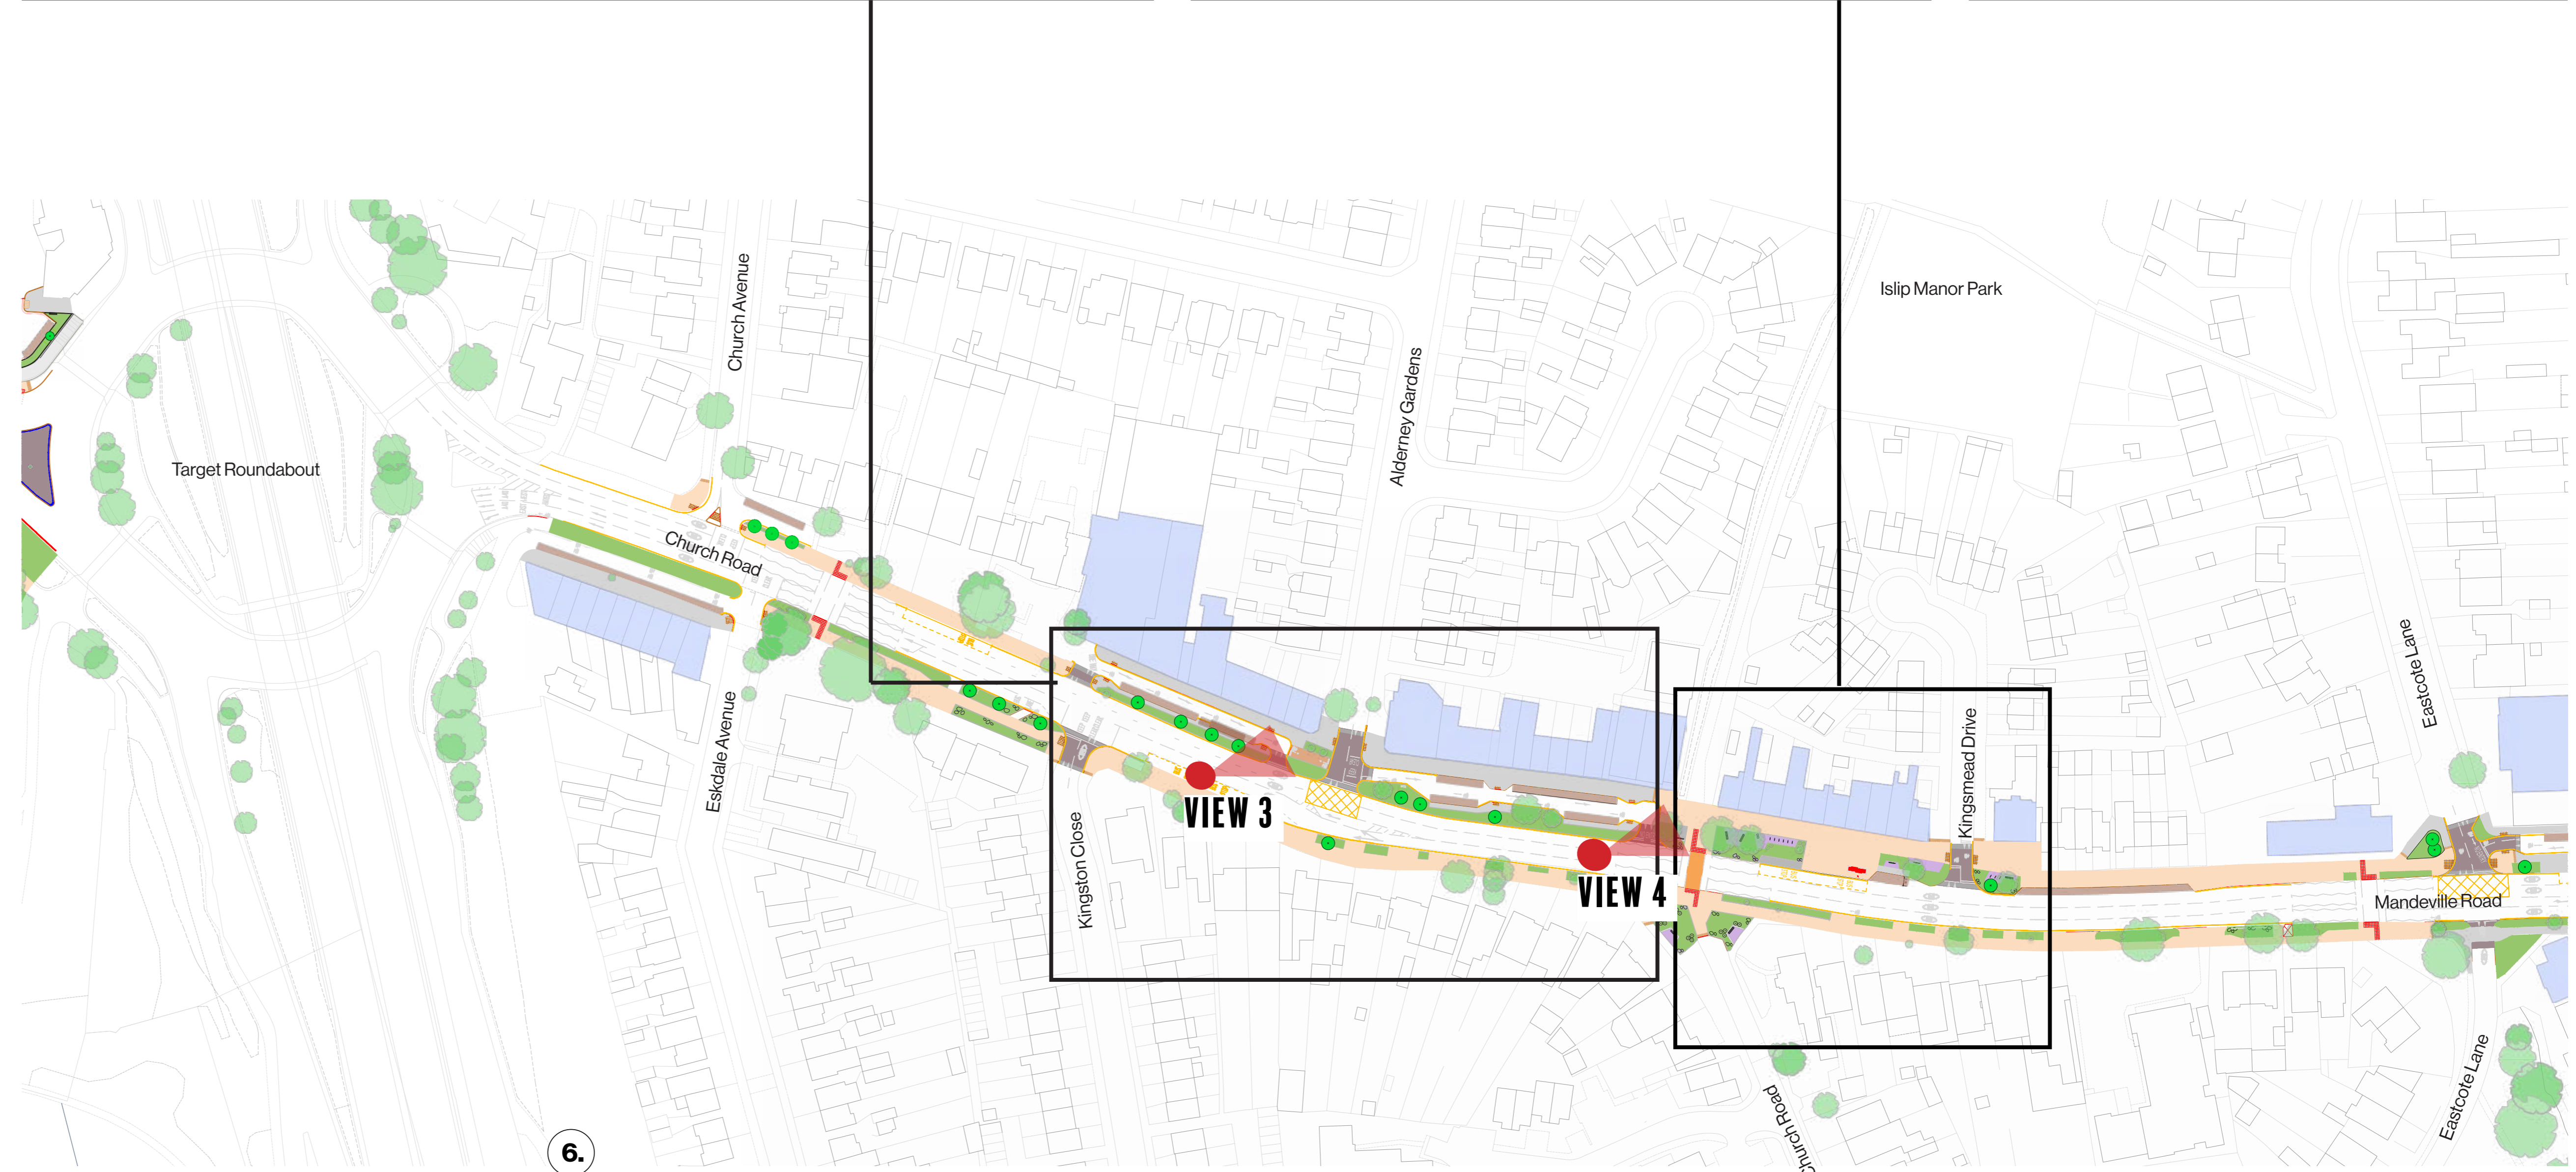 Islip Manor Park
Church Avenue
Alderney Gardens
Target Roundabout
Church Road
Eastcote Lane
Eskdale Avenue
Kingsmead Drive
VIEW 3
Kingston Close
VIEW 4
Mandeville Road
Eastcote Lane
Church Road
6.